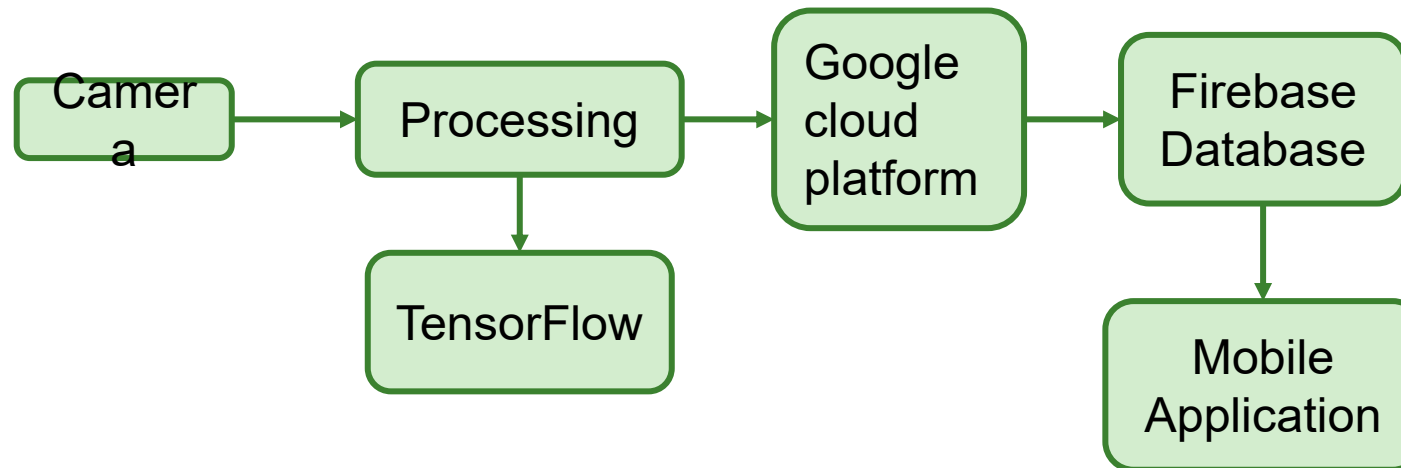 Camer
a
Processing
Google
cloud
platform
Firebase
Database
TensorFlow
Mobile
Application